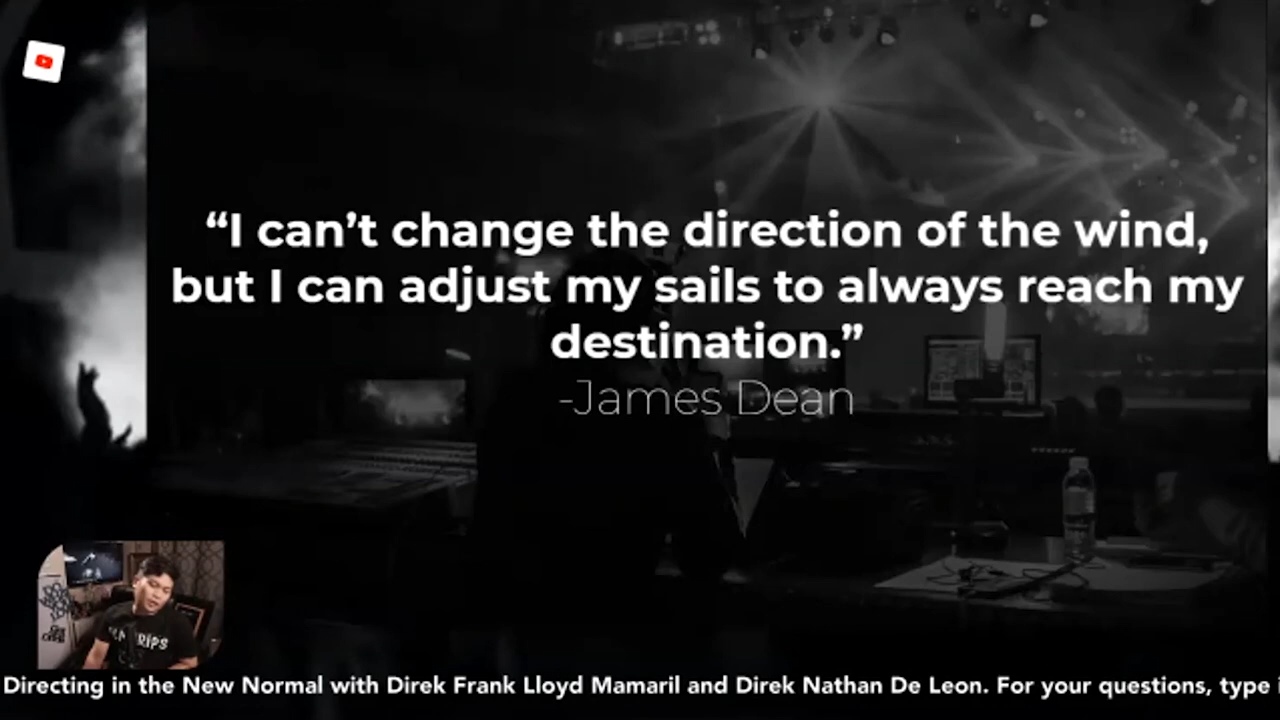 “I can’t change the direction of the wind,
but I can adjust my sails to always reach my
destination.”
-James Dean
Directing in the New Normal with Direk Frank Lloyd Mamaril and Direk Nathan De Leon. For your questions, type